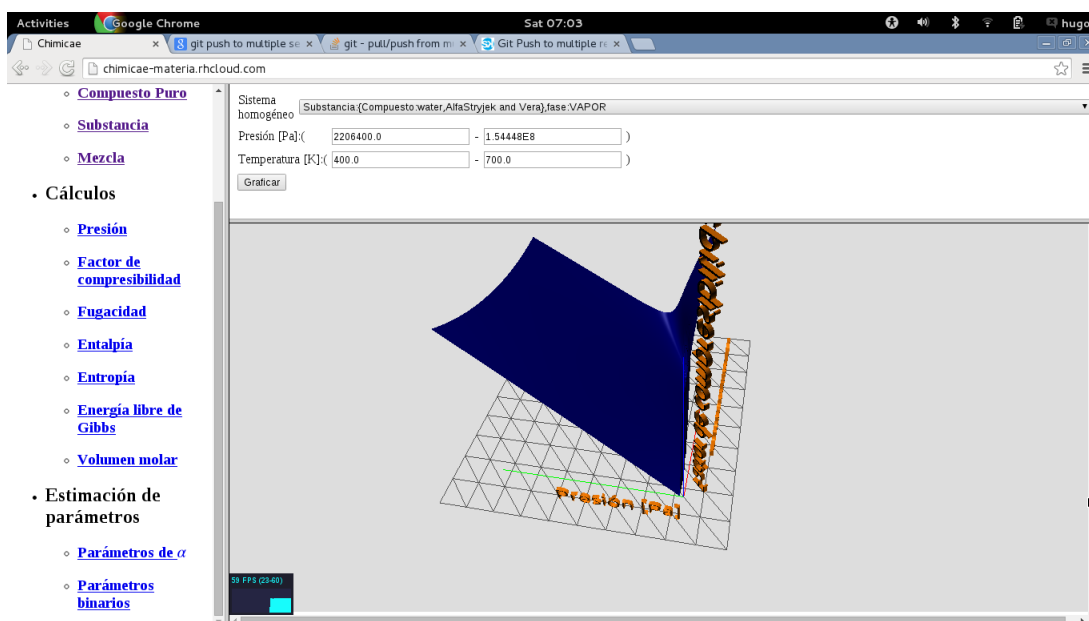 Activities Google Chrome Sat 07:03 hugo
Chimicae × git push to multiple se × git - pull/push from m × Git Push to multiple re ×
chimicae-materia.rhcloud.com
Compuesto Puro
Substancia
Mezcla
Cálculos
Presión
Factor de
compresibilidad
Fugacidad
Entalpía
Entropía
Energía libre de
Gibbs
Volumen molar
Estimación de
parámetros
Parámetros de α
Parámetros
binarios
Sistema
homogéneo
Substancia:{Compuesto:water,AlfaStryjek and Vera},fase:VAPOR
Presión [Pa]:( 2206400.0 - 1.54448E8 )
Temperatura [K]:( 400.0 - 700.0 )
Graficar
Presión [Pa]
59 FPS (23-60)